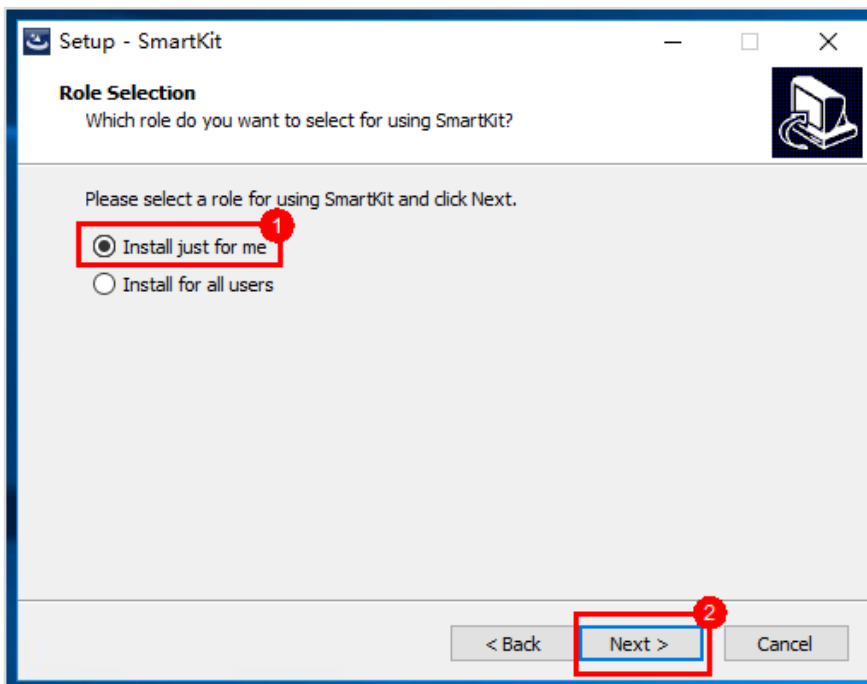 Setup - SmartKit
Role Selection
Which role do you want to select for using SmartKit?
Please select a role for using SmartKit and click Next.
1
Install just for me
Install for all users
2
< Back Next > Cancel